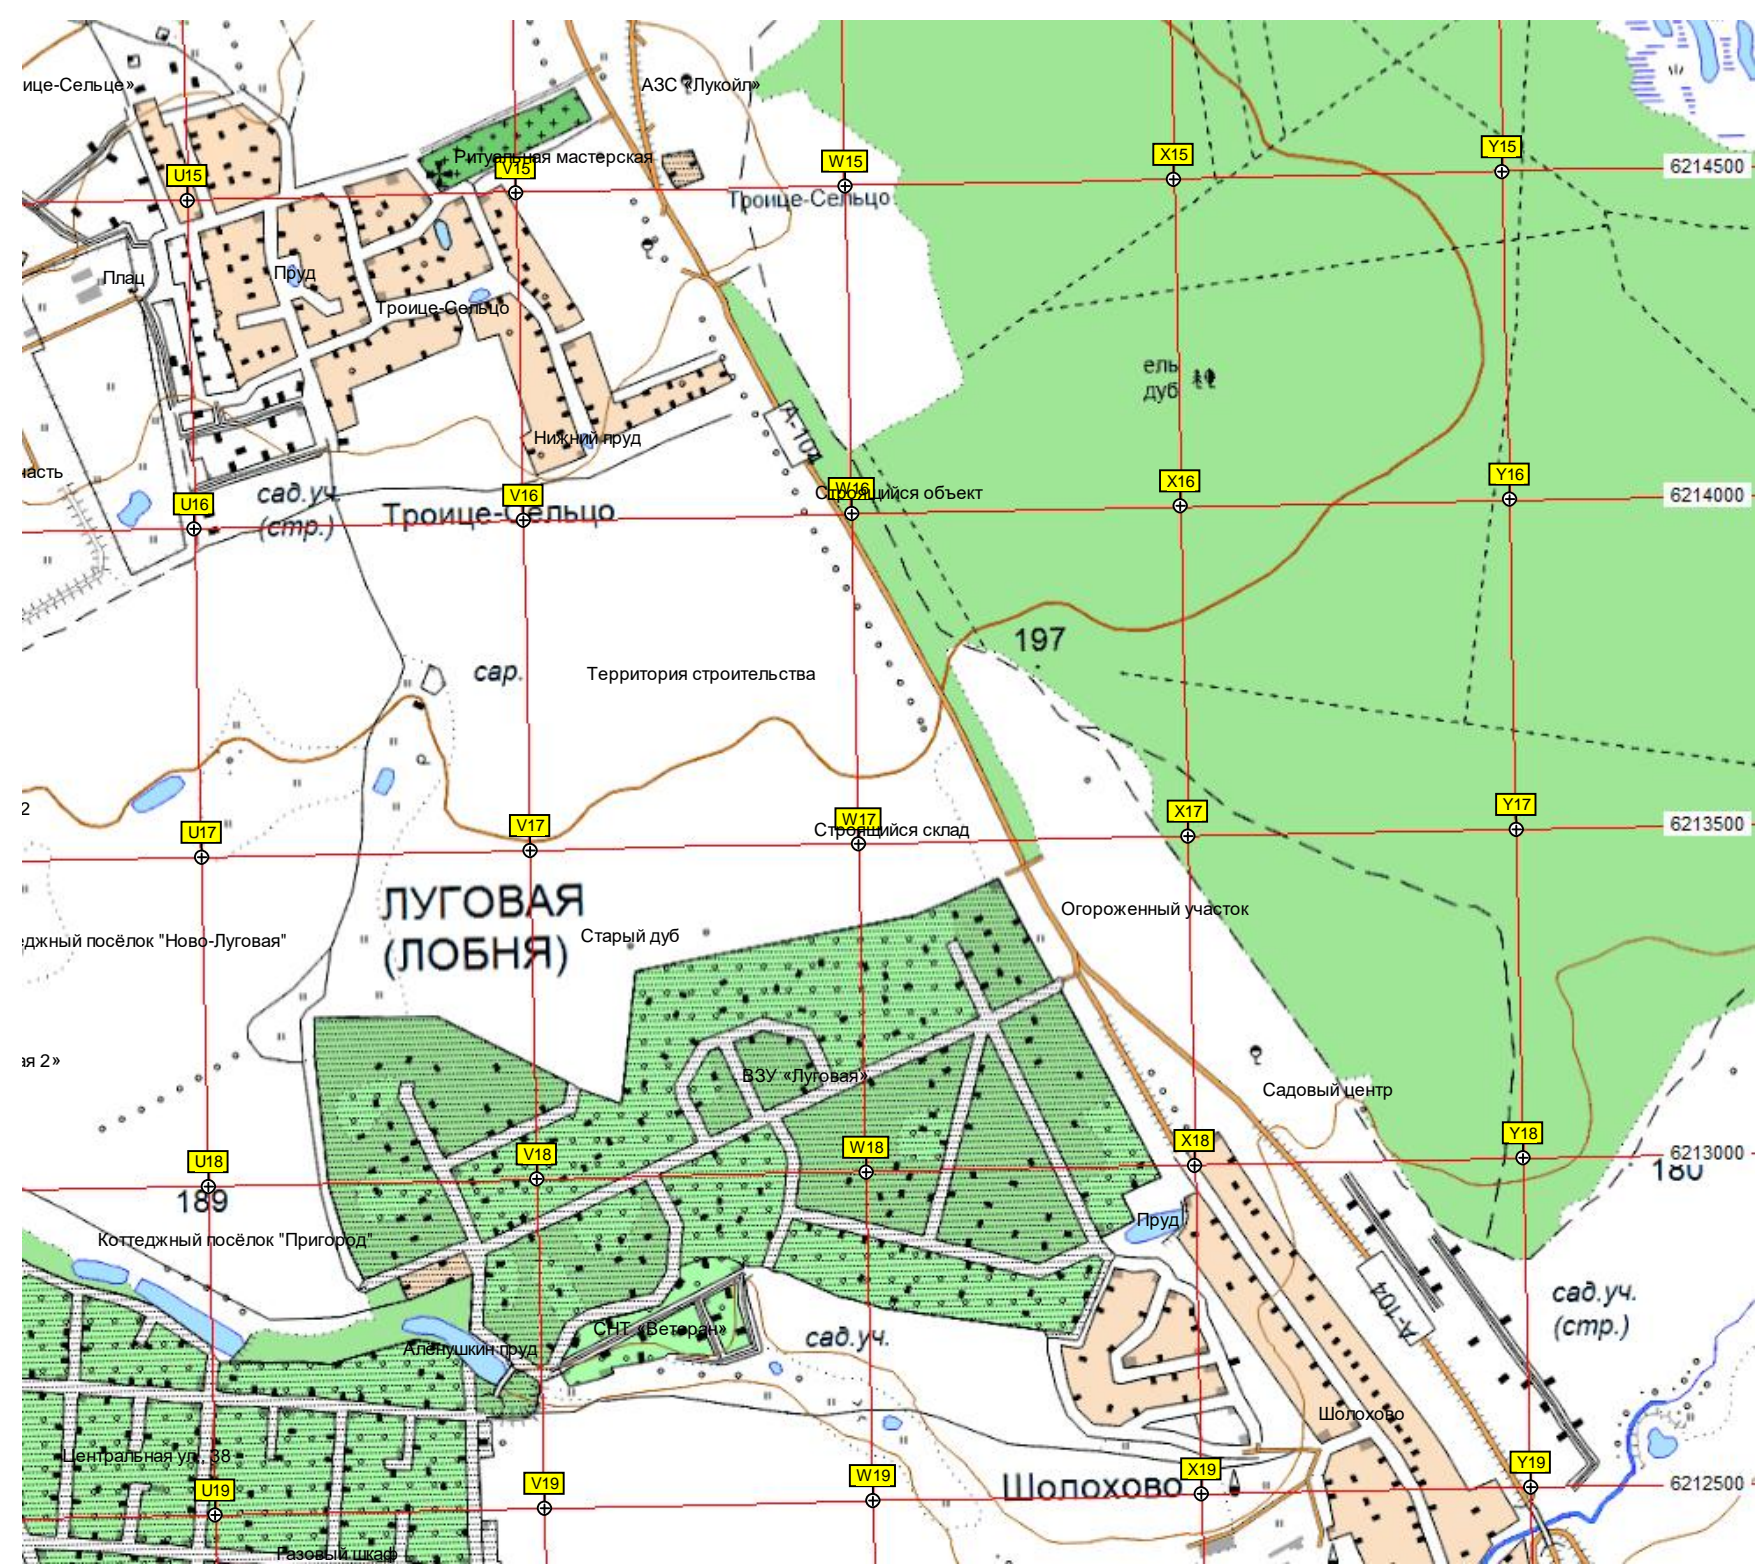 ице-Сельце»
АЗС «Лукойл»
Ритуальная мастерская
U15
V15
W15
X15
Y15
6214500
Троице-Сельцо
Плац
Пруд
Троице-Сельцо
ель
дуб
А-104
Нижний пруд
часть
сад.уч.
(стр.)
Троице-Сельцо
Строящийся объект
U16
V16
W16
X16
Y16
6214000
197
сар.
Территория строительства
2
U17
V17
W17
X17
Y17
6213500
Строящийся склад
ЛУГОВАЯ
(ЛОБНЯ)
Огороженный участок
Старый дуб
еджный посёлок "Ново-Луговая"
ая 2»
ВЗУ «Луговая»
Садовый центр
U18
V18
W18
X18
Y18
6213000
180
189
Пруд
Коттеджный посёлок "Пригород"
А-104
сад.уч.
(стр.)
СНТ «Ветеран»
сад.уч.
Алёнушкин пруд
Шолохово
Центральная ул., 38
U19
V19
W19
X19
Y19
6212500
Шолохово
Газовый шкаф